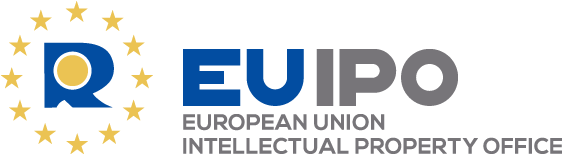 R
EUIPO
EUROPEAN UNION
INTELLECTUAL PROPERTY OFFICE